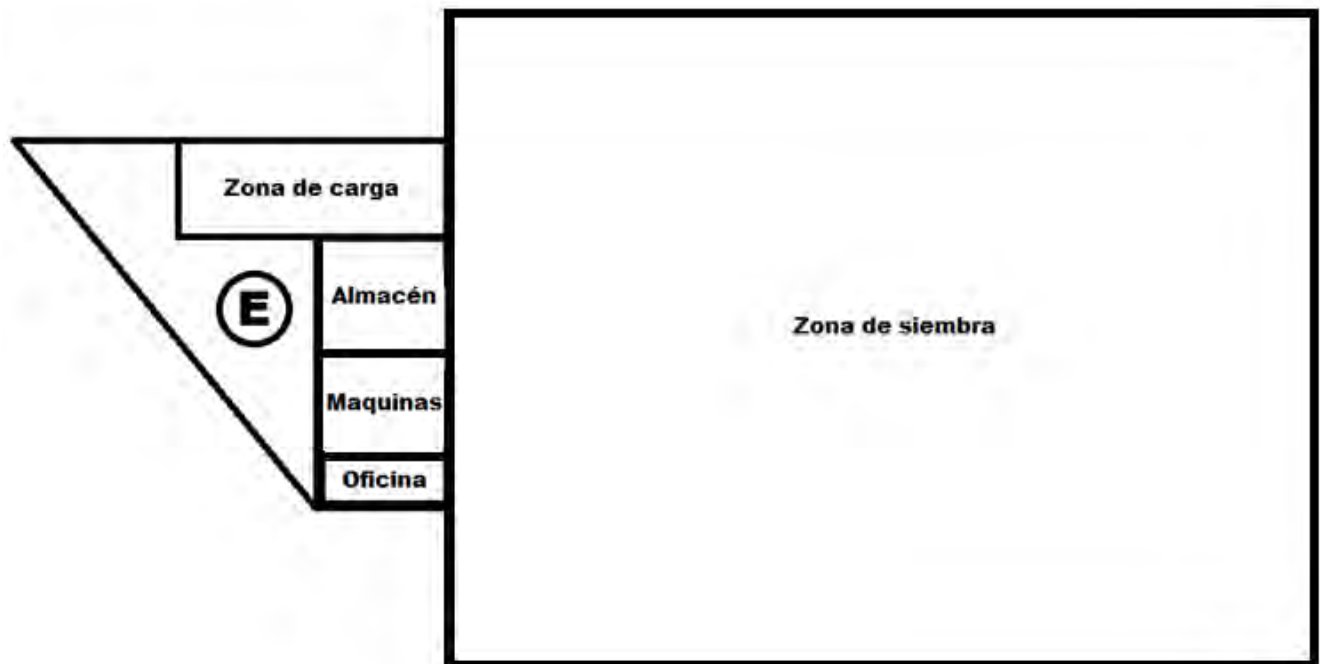 Zona de carga
E
Almacén
Zona de siembra
Maquinas
Oficina